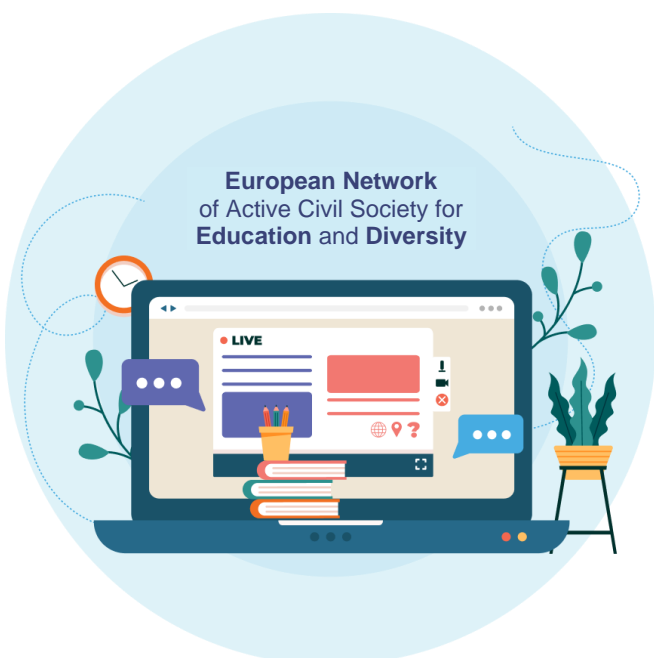 European Network
of Active Civil Society for
Education and Diversity
LIVE
?